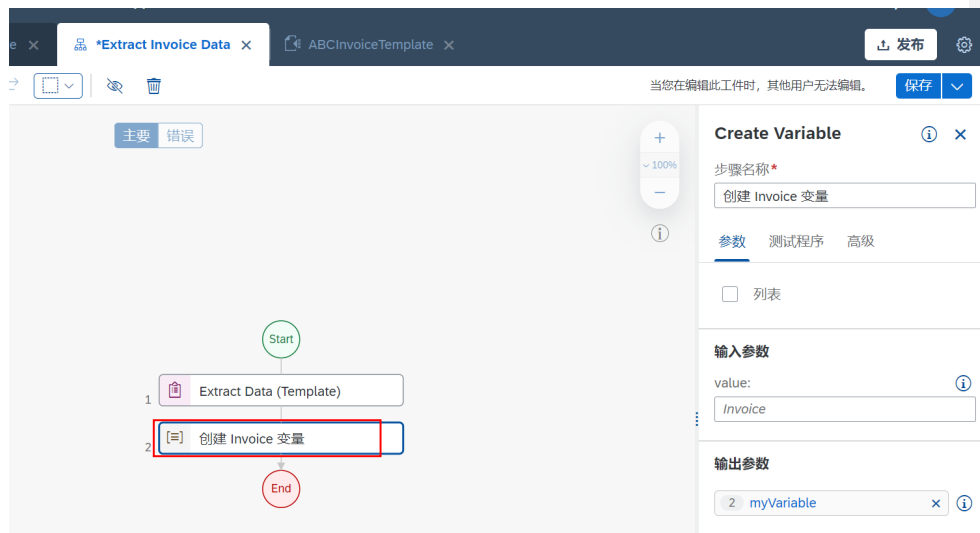 *Extract Invoice Data
ABCInvoiceTemplate
发布
当您在编辑此工件时，其他用户无法编辑。
保存
主要 错误
100%
Start
1 Extract Data (Template)
2 创建 Invoice 变量
End
Create Variable
步骤名称*
创建 Invoice 变量
参数 测试程序 高级
列表
输入参数
value:
Invoice
输出参数
2 myVariable